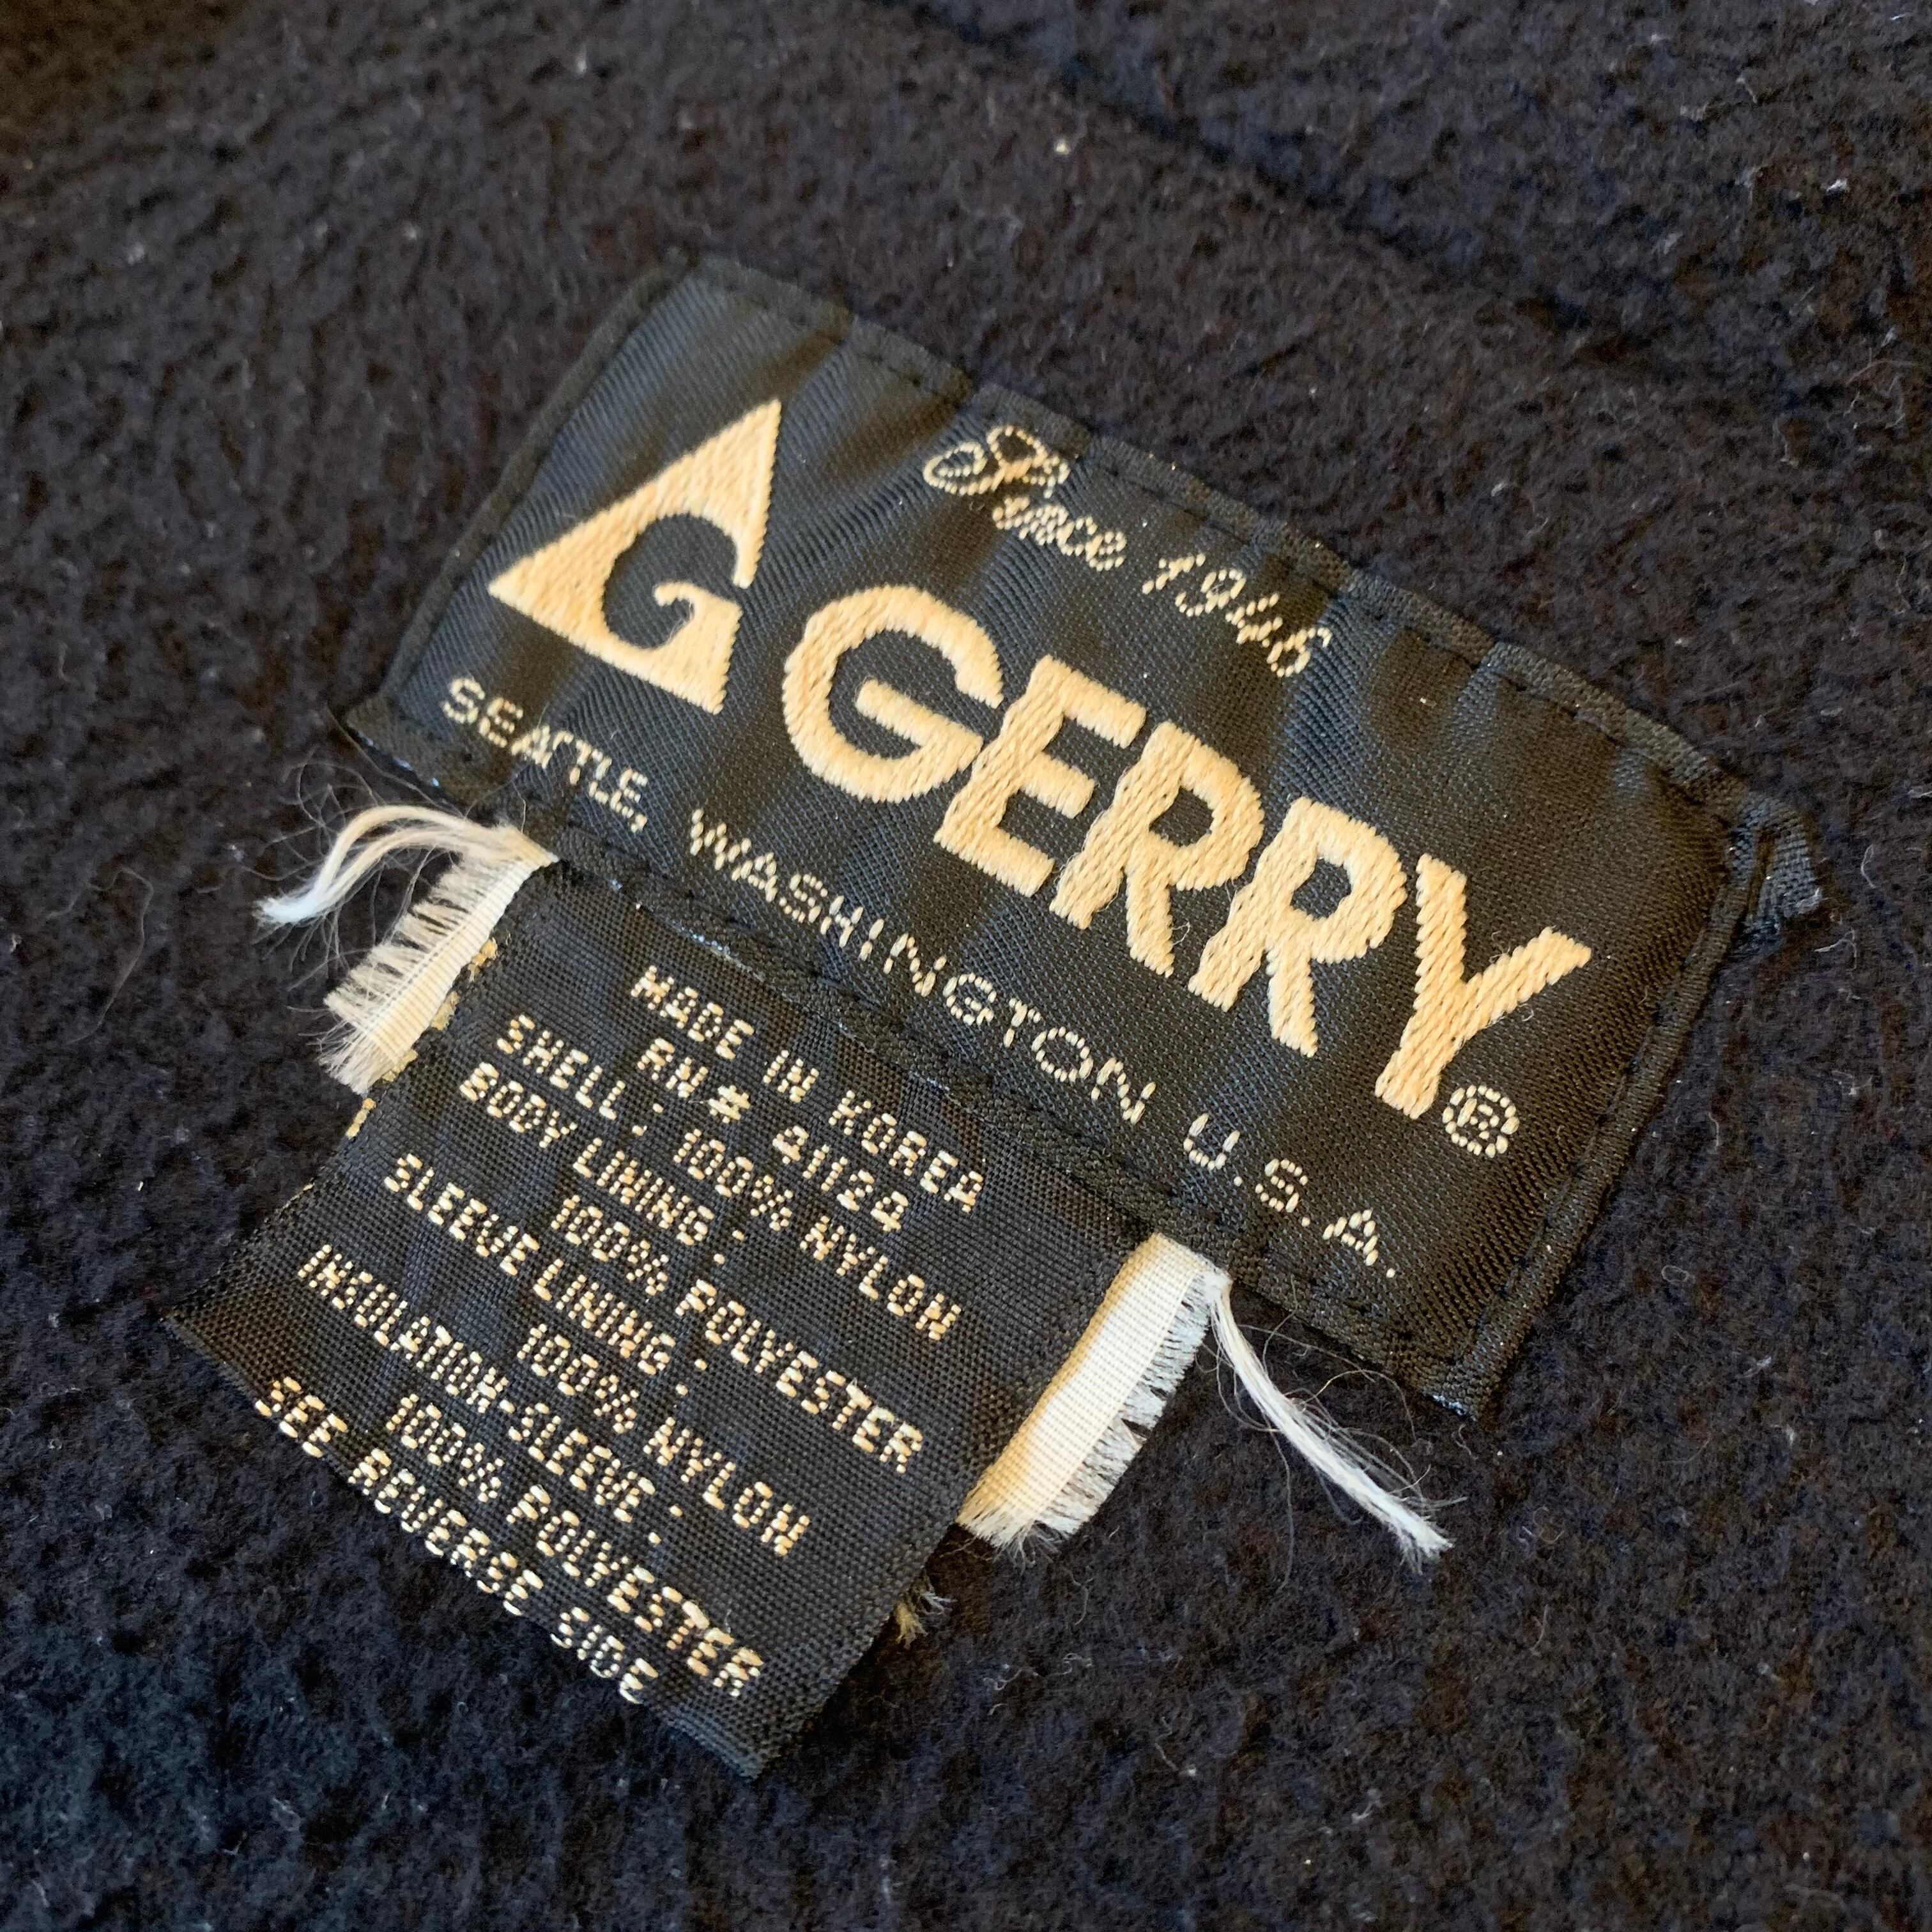 Since 1946
G GERRY®
SEATTLE, WASHINGTON U.S.A.
MADE IN KOREA
RN# 41124
SHELL : 100% NYLON
BODY LINING :
100% POLYESTER
SLEEVE LINING :
100% NYLON
INSULATION-SLEEVE :
100% POLYESTER
SEE REVERSE SIDE